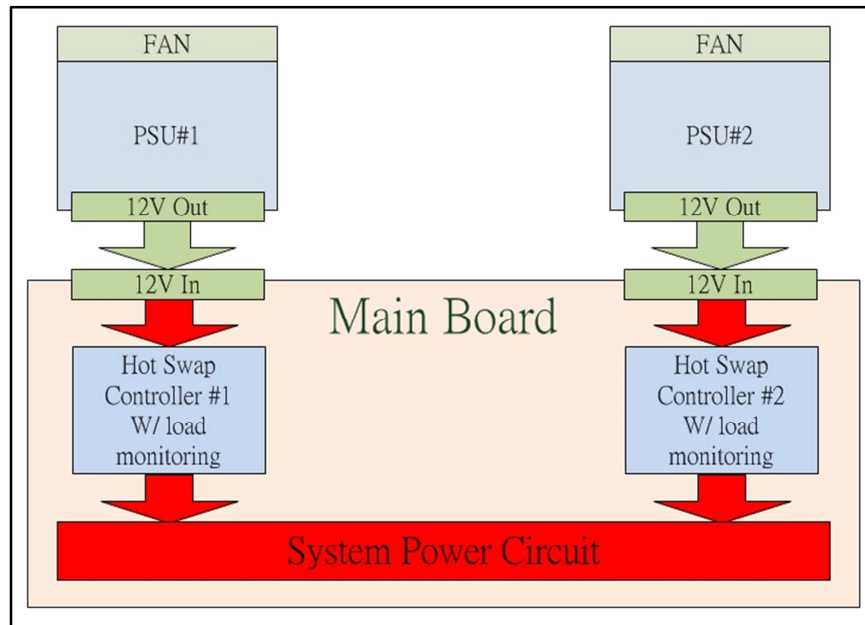 FAN
FAN
PSU#1
PSU#2
12V Out
12V Out
12V In
12V In
Main Board
Hot Swap
Controller #1
W/ load
monitoring
Hot Swap
Controller #2
W/ load
monitoring
System Power Circuit